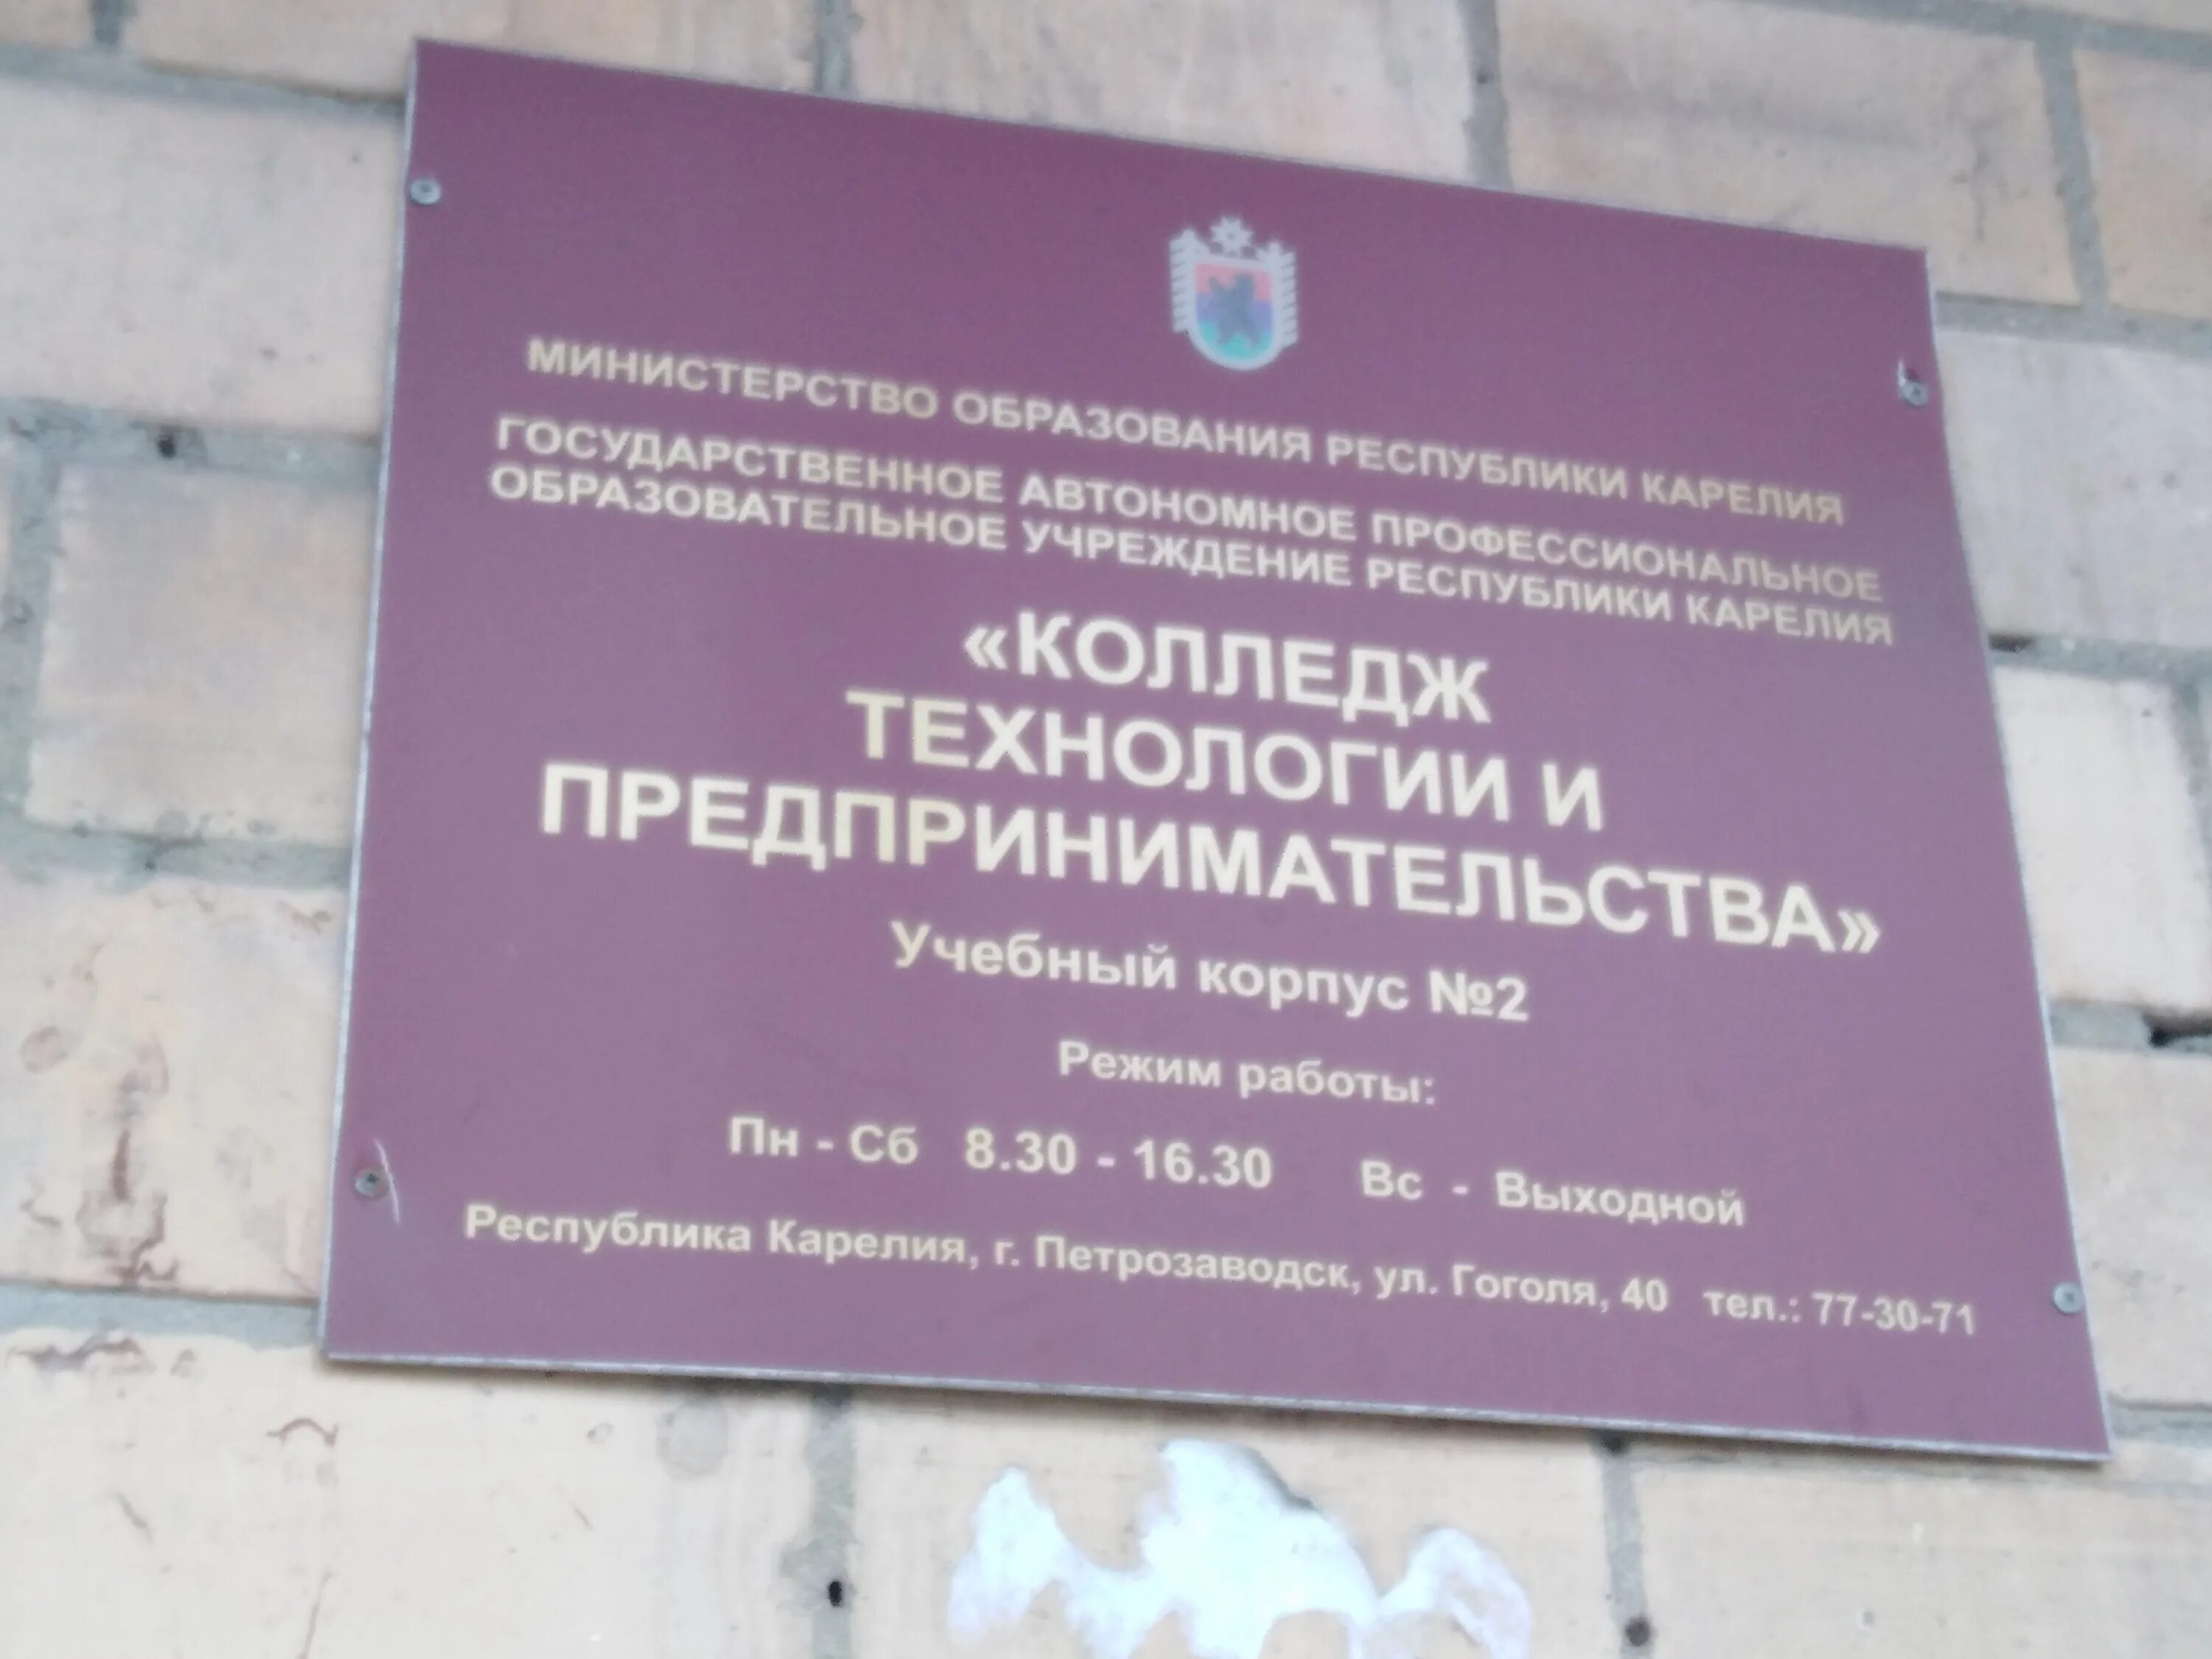 МИНИСТЕРСТВО ОБРАЗОВАНИЯ РЕСПУБЛИКИ КАРЕЛИЯ
ГОСУДАРСТВЕННОЕ АВТОНОМНОЕ ПРОФЕССИОНАЛЬНОЕ
ОБРАЗОВАТЕЛЬНОЕ УЧРЕЖДЕНИЕ РЕСПУБЛИКИ КАРЕЛИЯ
«КОЛЛЕДЖ
ТЕХНОЛОГИИ И
ПРЕДПРИНИМАТЕЛЬСТВА»
Учебный корпус №2
Режим работы:
Пн - Сб 8.30 - 16.30 Вс - Выходной
Республика Карелия, г. Петрозаводск, ул. Гоголя, 40 тел.: 77-30-71